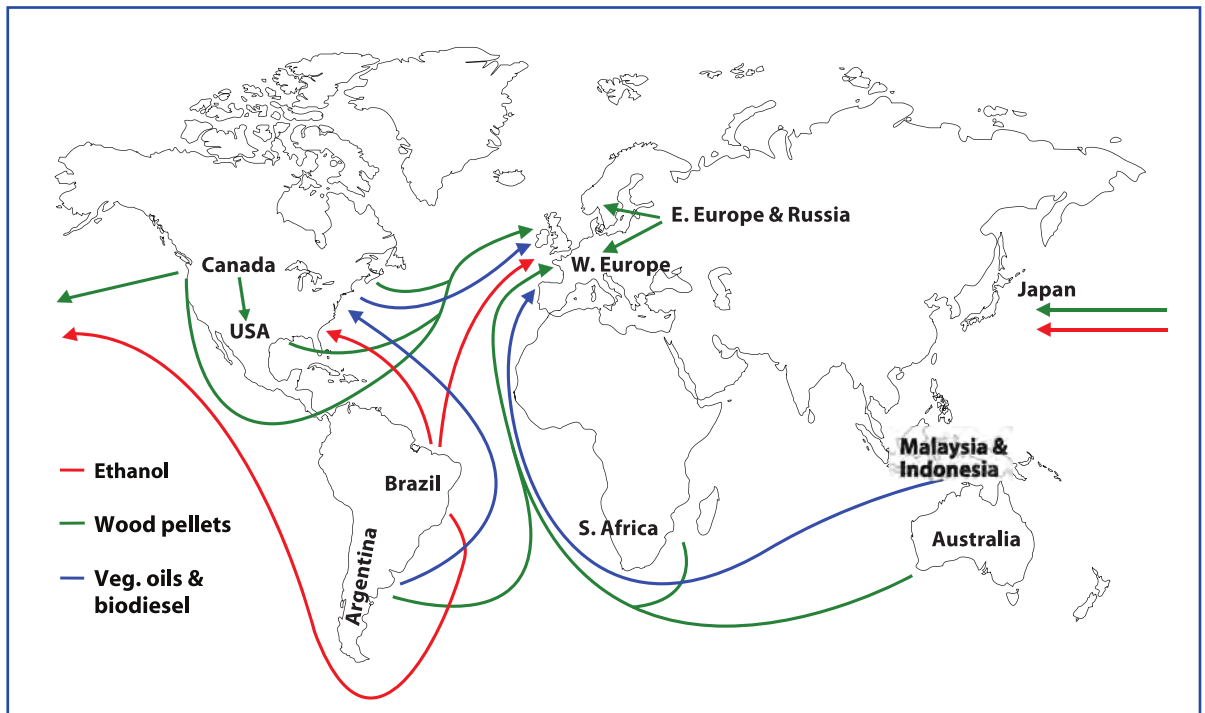 E. Europe & Russia
Canada
W. Europe
Japan
USA
Malaysia &
Indonesia
Ethanol
Brazil
Wood pellets
S. Africa
Australia
Argentina
Veg. oils &
biodiesel